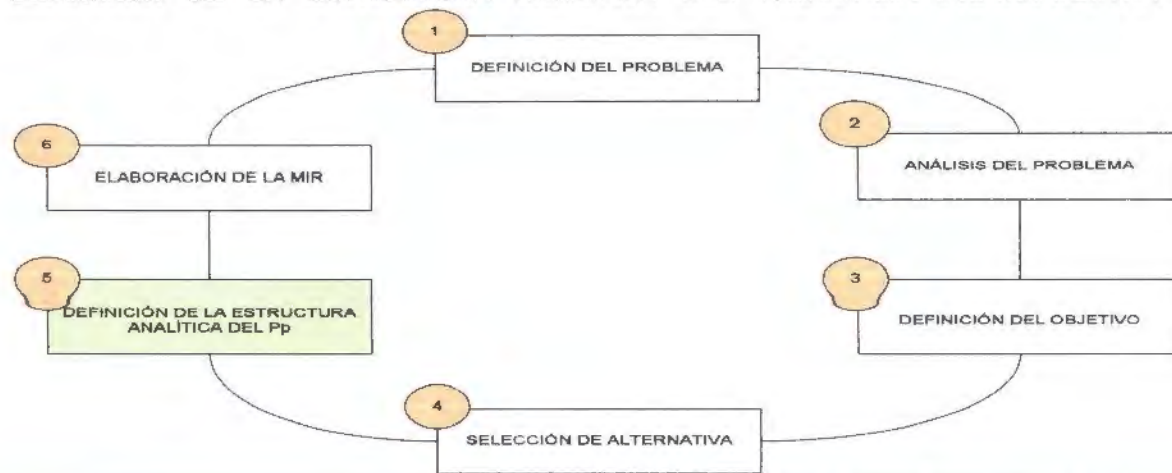 1
DEFINICIÓN DEL PROBLEMA
2
ANÁLISIS DEL PROBLEMA
3
DEFINICIÓN DEL OBJETIVO
4
SELECCIÓN DE ALTERNATIVA
5
DEFINICIÓN DE LA ESTRUCTURA
ANALÍTICA DEL Pp
6
ELABORACIÓN DE LA MIR